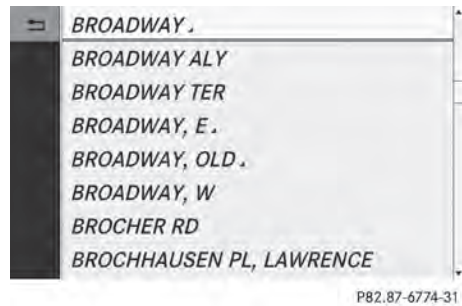 BROADWAY
BROADWAY ALY
BROADWAY TER
BROADWAY, E
BROADWAY, OLD
BROADWAY, W
BROCHER RD
BROCHHAUSEN PL, LAWRENCE
P82.87-6774-31